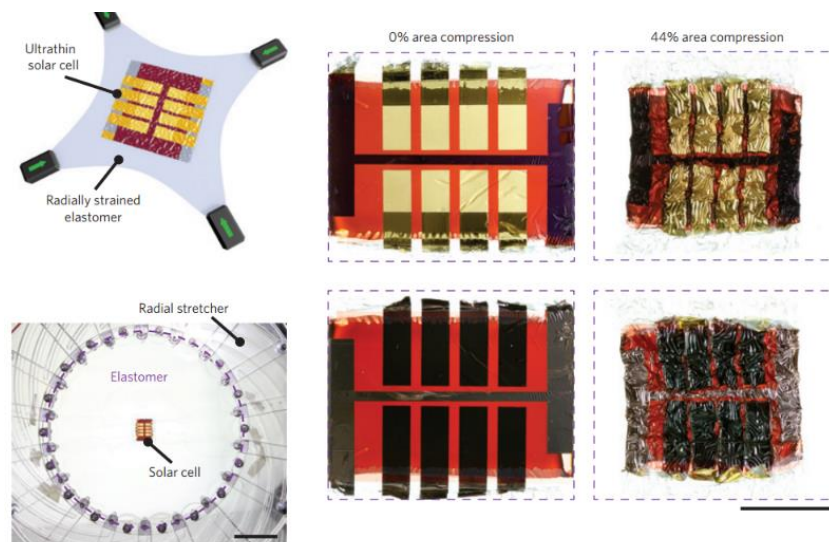 Ultrathin
solar cell
Radially strained
elastomer
0% area compression
44% area compression
Radial stretcher
Elastomer
Solar cell